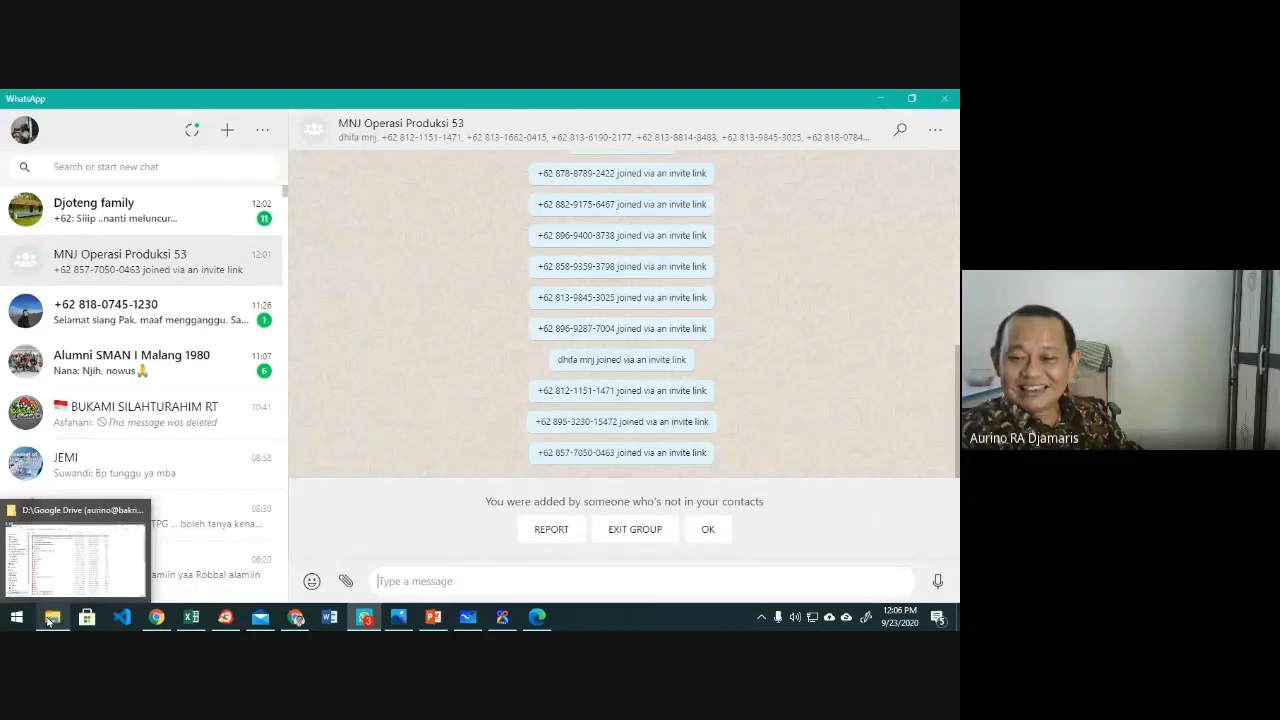 WhatsApp
Search or start new chat
Djoteng family
12:02
+62: Siiip ..nanti meluncur...
11
MNJ Operasi Produksi 53
12:01
+62 857-7050-0463 joined via an invite link
+62 818-0745-1230
11:26
Selamat siang Pak, maaf mengganggu. Sa...
1
Alumni SMAN I Malang 1980
11:07
Nana: Njih, nowus🙏
6
🇮🇩 BUKAMI SILAHTURAHIM RT
10:41
Asfahani: This message was deleted
JEMI
08:58
Suwandi: Bp tunggu ya mba
08:30
TPG ... boleh tanya kena...
06:20
amiin yaa Robbal alamiin
D:\Google Drive (aurino@bakri...
MNJ Operasi Produksi 53
dhifa mnj, +62 812-1151-1471, +62 813-1662-0415, +62 813-6190-2177, +62 813-8814-8483, +62 813-9845-3025, +62 818-0784...
+62 878-8789-2422 joined via an invite link
+62 882-9175-6467 joined via an invite link
+62 896-9400-8738 joined via an invite link
+62 858-9359-3798 joined via an invite link
+62 813-9845-3025 joined via an invite link
+62 896-9287-7004 joined via an invite link
dhifa mnj joined via an invite link
+62 812-1151-1471 joined via an invite link
+62 895-3230-15472 joined via an invite link
+62 857-7050-0463 joined via an invite link
You were added by someone who's not in your contacts
REPORT
EXIT GROUP
OK
Type a message
3
12:06 PM
9/23/2020
5
Aurino RA Djamaris